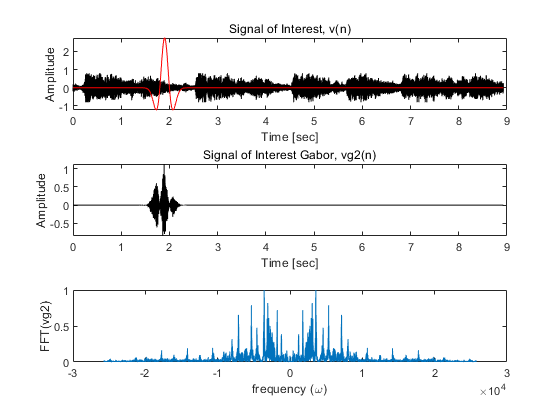 Signal of Interest, v(n)
Amplitude
2
1
0
-1
0 1 2 3 4 5 6 7 8 9
Time [sec]
Signal of Interest Gabor, vg2(n)
Amplitude
1
0.5
0
-0.5
0 1 2 3 4 5 6 7 8 9
Time [sec]
FFT(vg2)
1
0.5
0
-3 -2 -1 0 1 2 3
frequency (ω)
×10⁴